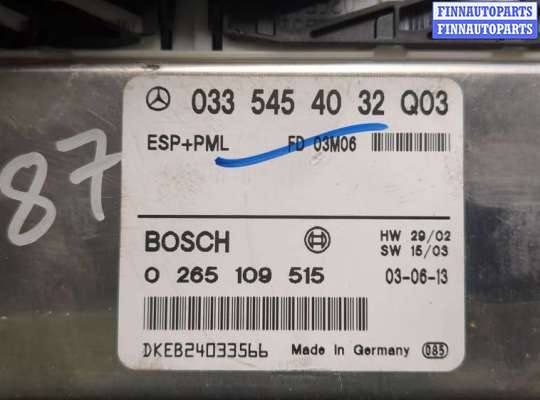 FINNAUTOPARTS
FINNAUTOPARTS
033 545 40 32 Q03
ESP+PML FD 03M06
87
BOSCH HW 29/02
SW 15/03
0 265 109 515 03-06-13
DKEB24033566 Made in Germany 085